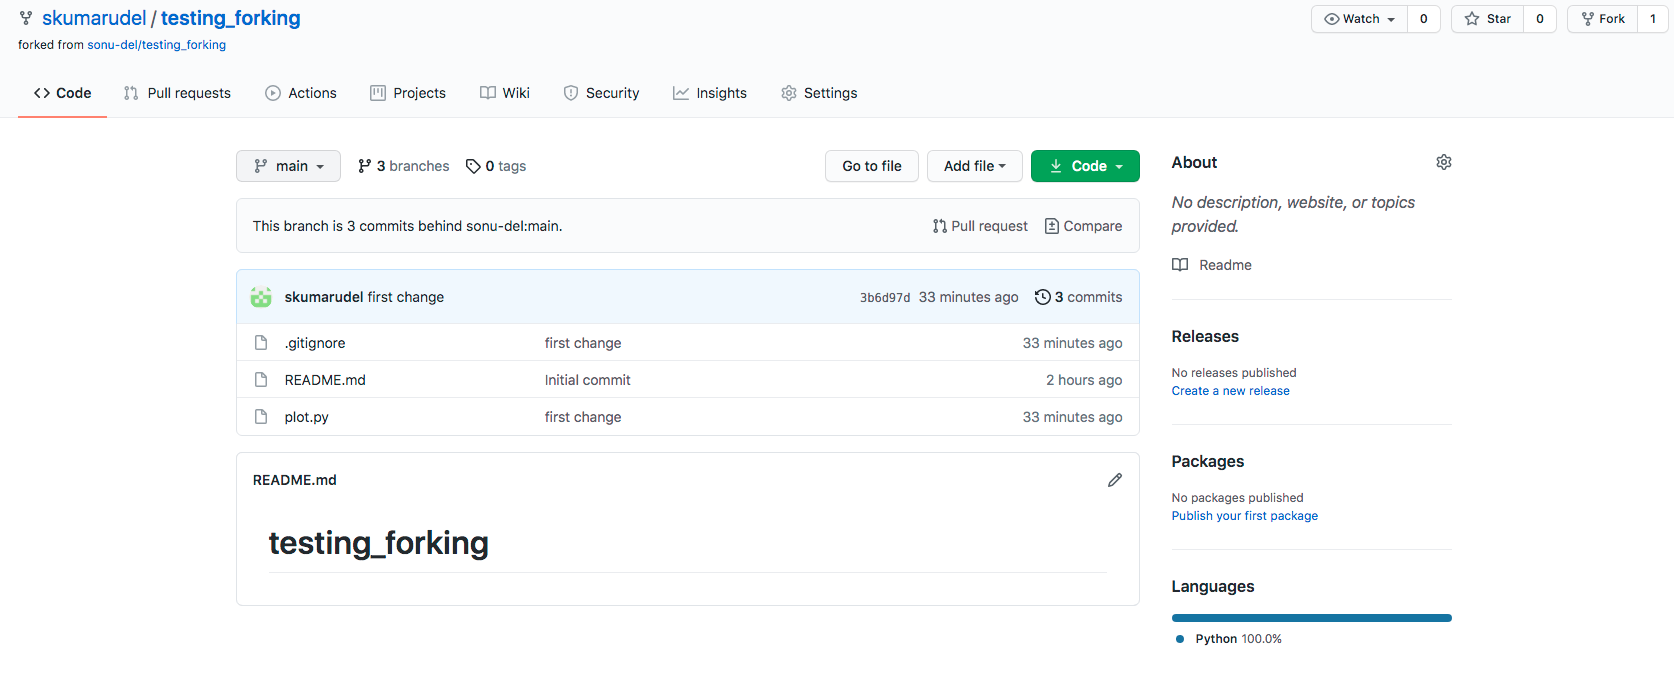 skumarudel / testing_forking
Watch 0 Star 0 Fork 1
forked from sonu-del/testing_forking
Code Pull requests Actions Projects Wiki Security Insights Settings
main 3 branches 0 tags Go to file Add file Code
This branch is 3 commits behind sonu-del:main. Pull request Compare
skumarudel first change 3b6d97d 33 minutes ago 3 commits
.gitignore first change 33 minutes ago
README.md Initial commit 2 hours ago
plot.py first change 33 minutes ago
README.md
testing_forking
About
No description, website, or topics
provided.
Readme
Releases
No releases published
Create a new release
Packages
No packages published
Publish your first package
Languages
Python 100.0%